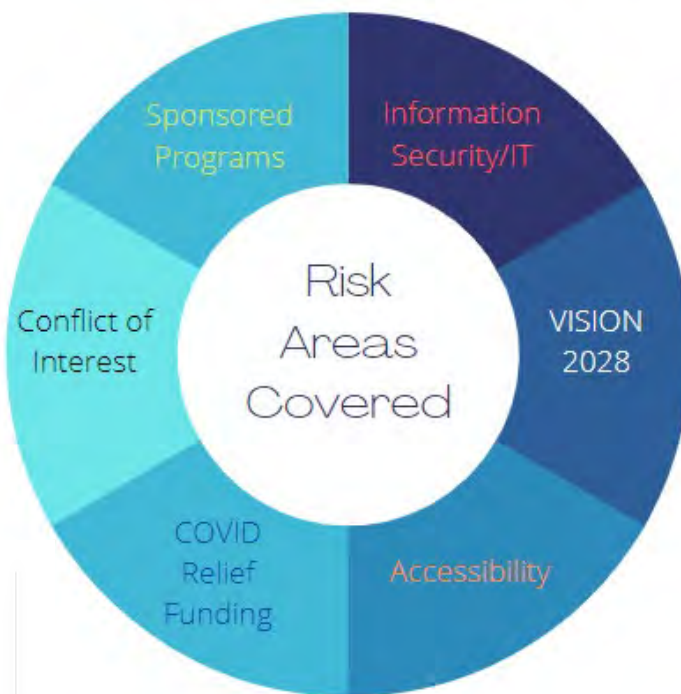 Risk
Areas
Covered
Information
Security/IT
VISION
2028
Accessibility
COVID
Relief
Funding
Conflict of
Interest
Sponsored
Programs